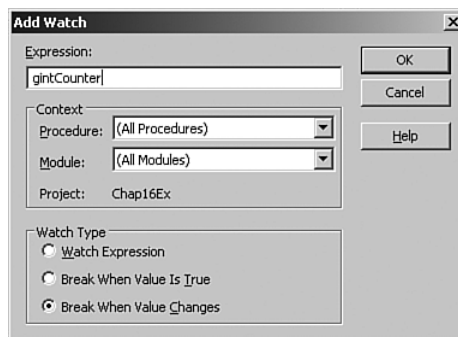 Add Watch
Expression:
gintCounter
OK
Cancel
Help
Context
Procedure: (All Procedures)
Module: (All Modules)
Project: Chap16Ex
Watch Type
Watch Expression
Break When Value Is True
Break When Value Changes